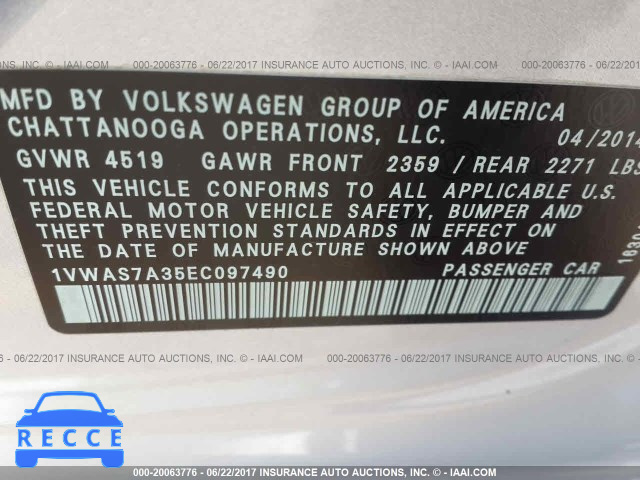 000-20063776 - 06/22/2017 INSURANCE AUTO AUCTIONS, INC. © - IAAI.COM
MFD BY VOLKSWAGEN GROUP OF AMERICA
CHATTANOOGA OPERATIONS, LLC. 04/2014
GVWR 4519 GAWR FRONT 2359 / REAR 2271 LBS
THIS VEHICLE CONFORMS TO ALL APPLICABLE U.S.
FEDERAL MOTOR VEHICLE SAFETY, BUMPER AND
THEFT PREVENTION STANDARDS IN EFFECT ON
THE DATE OF MANUFACTURE SHOWN ABOVE
1VWAS7A35EC097490 PASSENGER CAR
000-20063776 - 06/22/2017 INSURANCE AUTO AUCTIONS, INC. © - IAAI.COM
RECCE
000-20063776 - 06/22/2017 INSURANCE AUTO AUCTIONS, INC. © - IAAI.COM